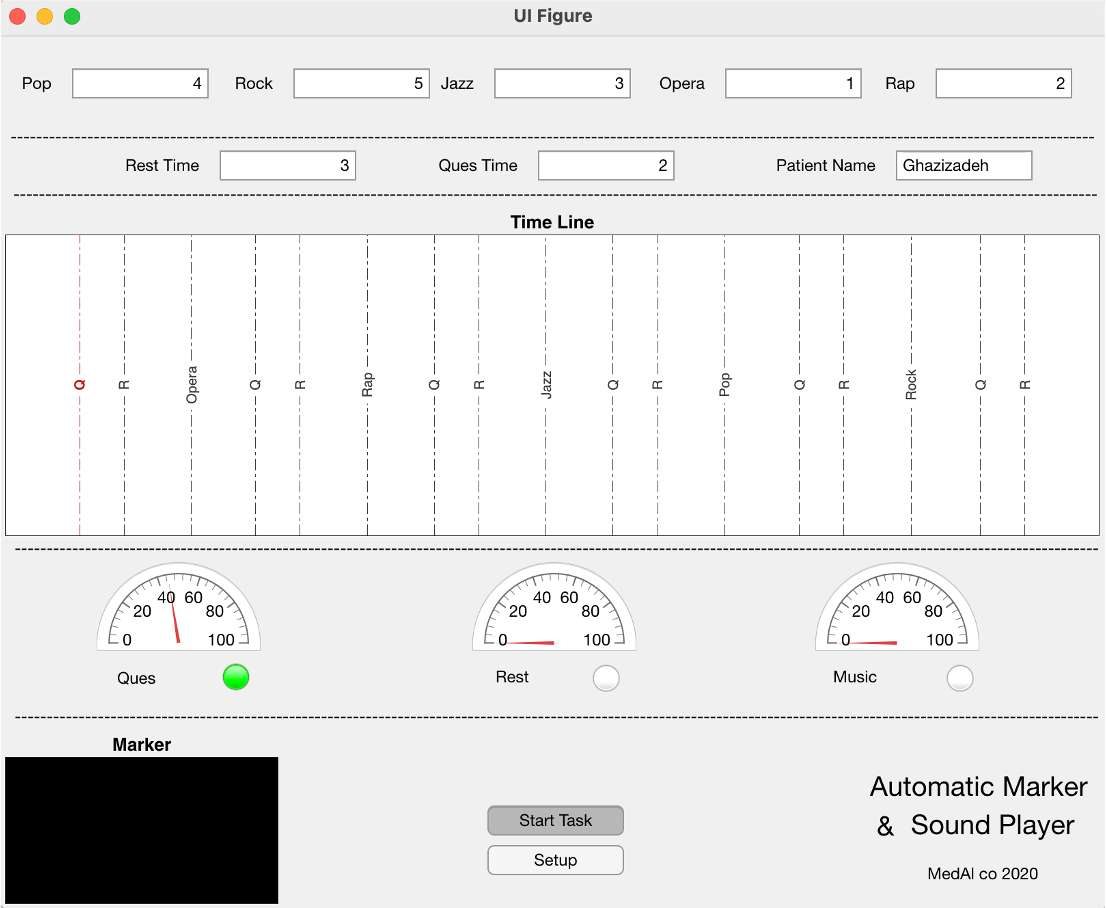 UI Figure
Pop 4 Rock 5 Jazz 3 Opera 1 Rap 2
Rest Time 3 Ques Time 2 Patient Name Ghazizadeh
Time Line
Q R Opera Q R Rap Q R Jazz Q R Pop Q R Rock Q R
0 20 40 60 80 100 0 20 40 60 80 100 0 20 40 60 80 100
Ques Rest Music
Marker
Start Task
Setup
Automatic Marker
& Sound Player
MedAI co 2020